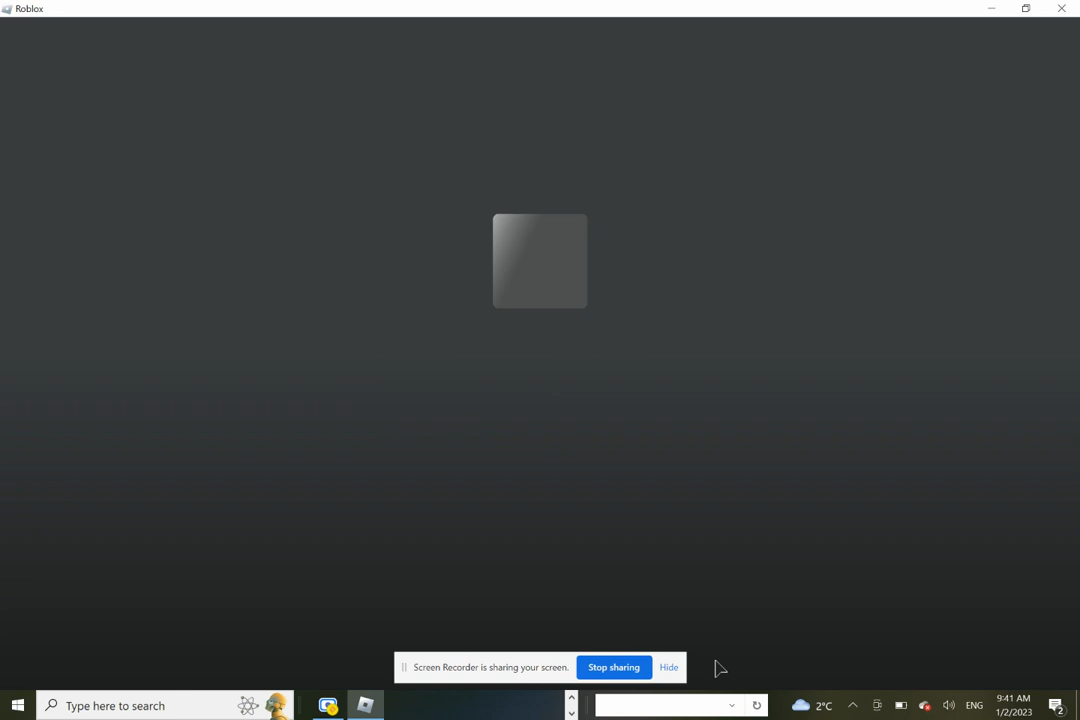 Roblox
Screen Recorder is sharing your screen. Stop sharing Hide
Type here to search
2°C
ENG
9:41 AM
1/2/2023
2